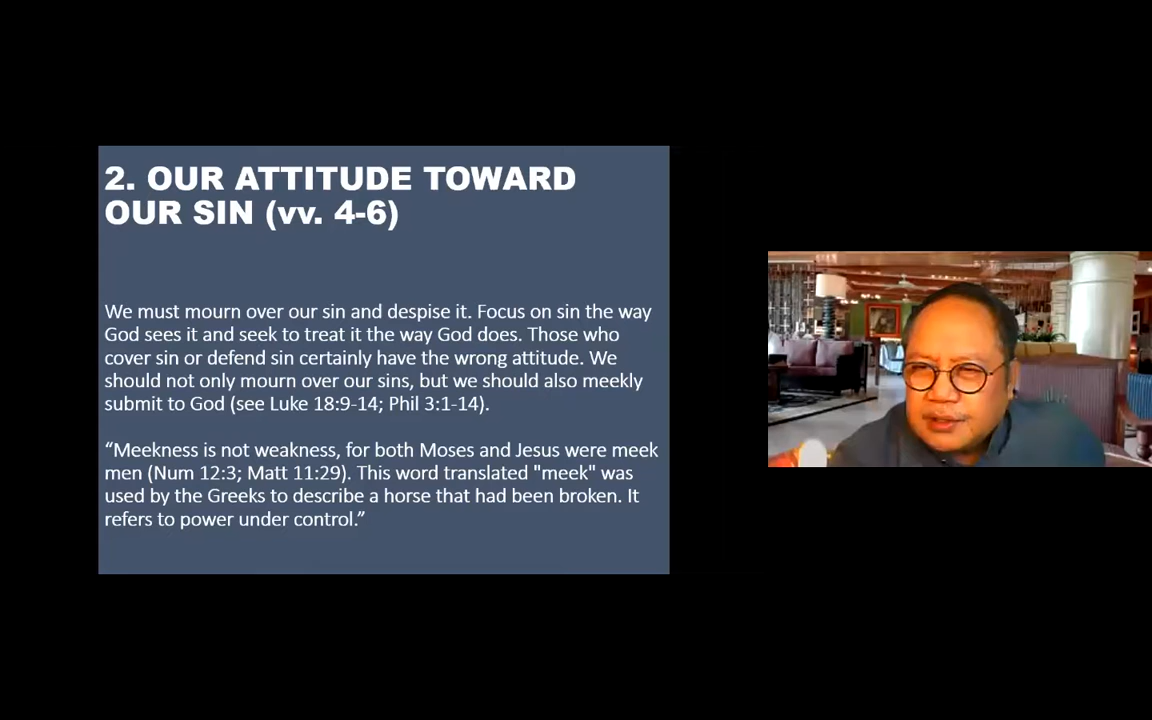 2. OUR ATTITUDE TOWARD
OUR SIN (vv. 4-6)
We must mourn over our sin and despise it. Focus on sin the way
God sees it and seek to treat it the way God does. Those who
cover sin or defend sin certainly have the wrong attitude. We
should not only mourn over our sins, but we should also meekly
submit to God (see Luke 18:9-14; Phil 3:1-14).
“Meekness is not weakness, for both Moses and Jesus were meek
men (Num 12:3; Matt 11:29). This word translated "meek" was
used by the Greeks to describe a horse that had been broken. It
refers to power under control.”